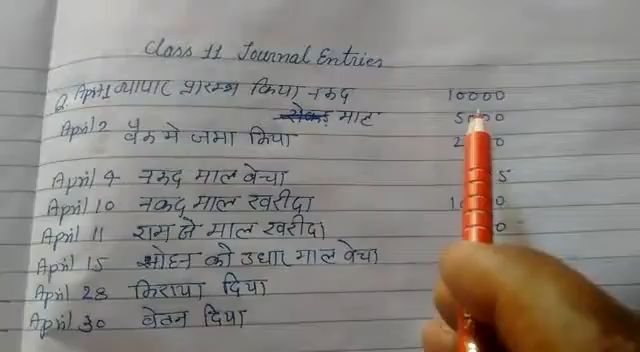 Class 11 Journal Entries
Q. April 1 व्यापार प्रारम्भ किया नकद 10000
माल
April 2 बैंक मे जमा किया
April 9 नकद माल बेचा
April 10 नकद माल खरीदा
April 11 राम से माल खरीदा
April 15 मोहन को उधार माल बेचा
April 28 किराया दिया
April 30 वेतन दिया